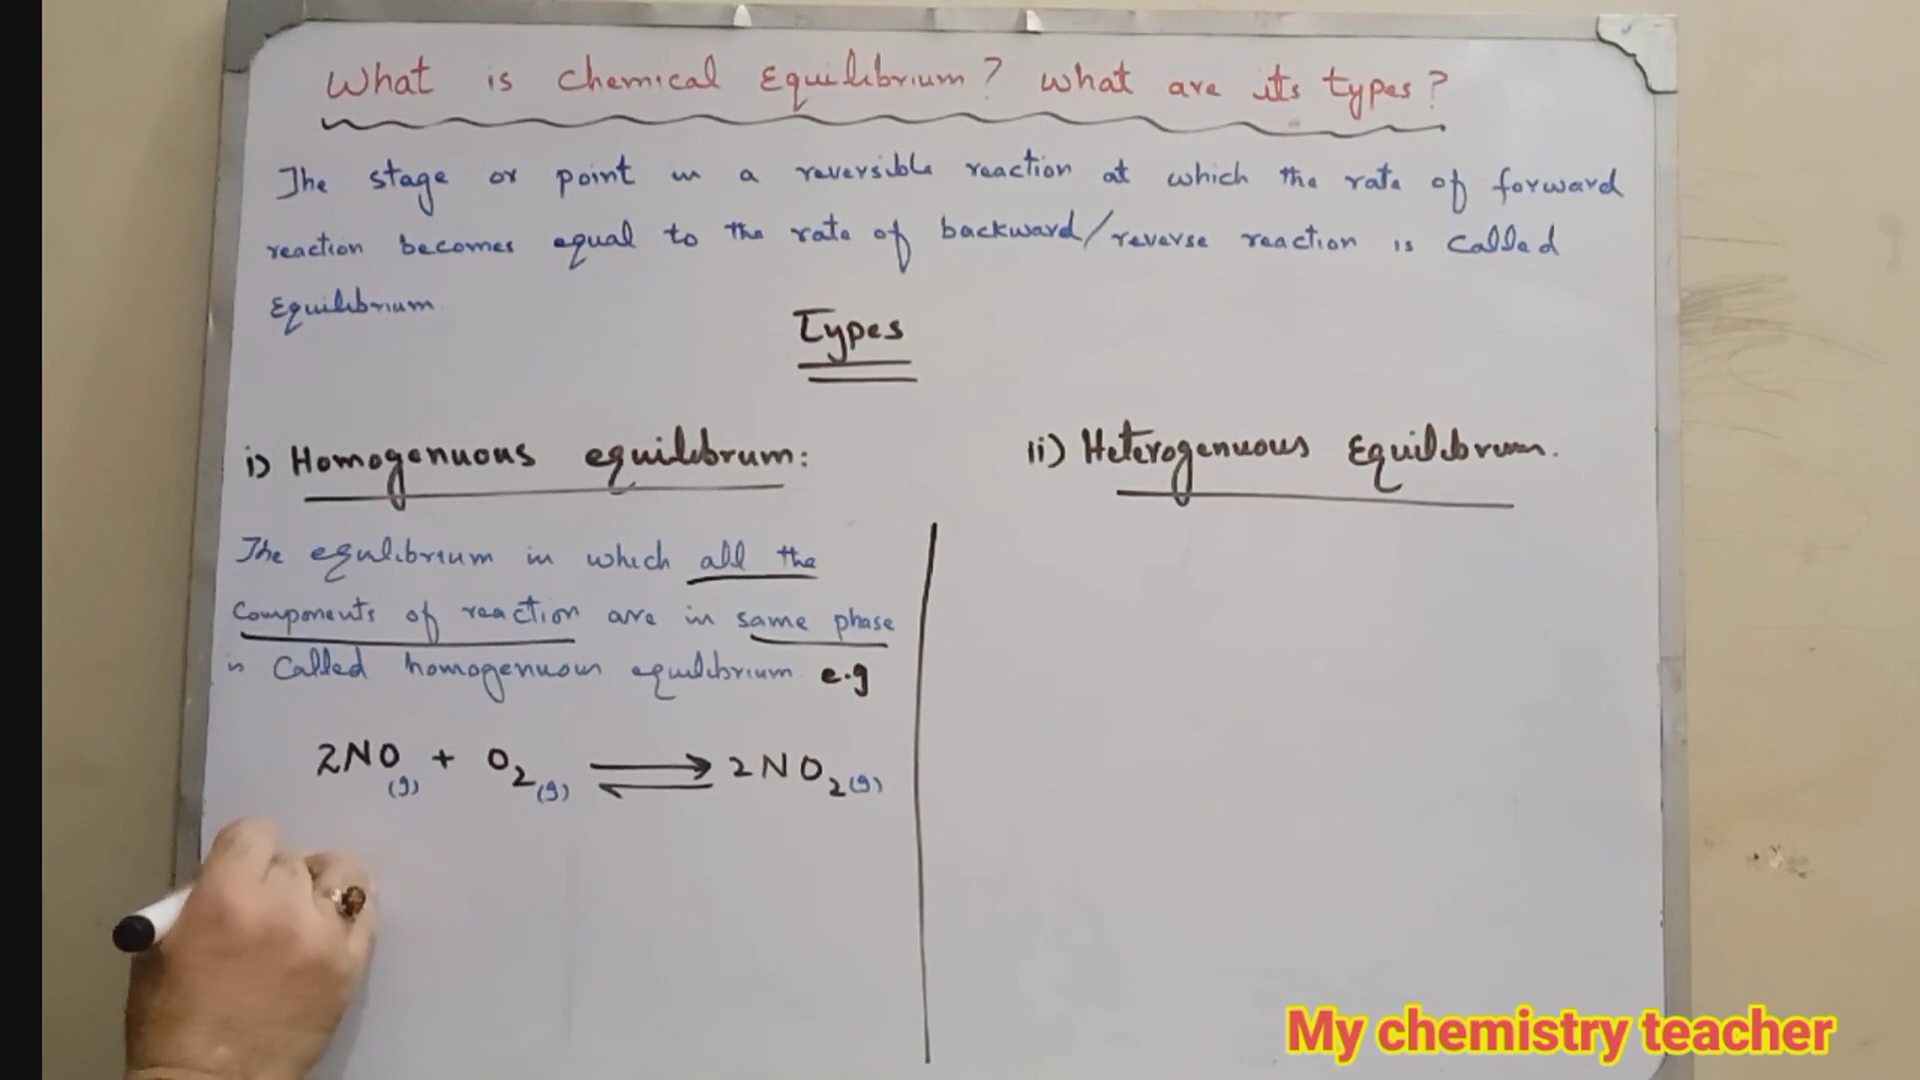 What is chemical Equilibrium? what are its types?
The stage or point in a reversible reaction at which the rate of forward
reaction becomes equal to the rate of backward/reverse reaction is called
Equilibrium
Types
i) Homogenuous equilibrum:
The equlibrium in which all the
components of reaction are in same phase
is called homogenuous equilibrium e.g
2NO(g) + O2(g) ⇌ 2NO2(g)
ii) Heterogenuous Equilibrum.
My chemistry teacher